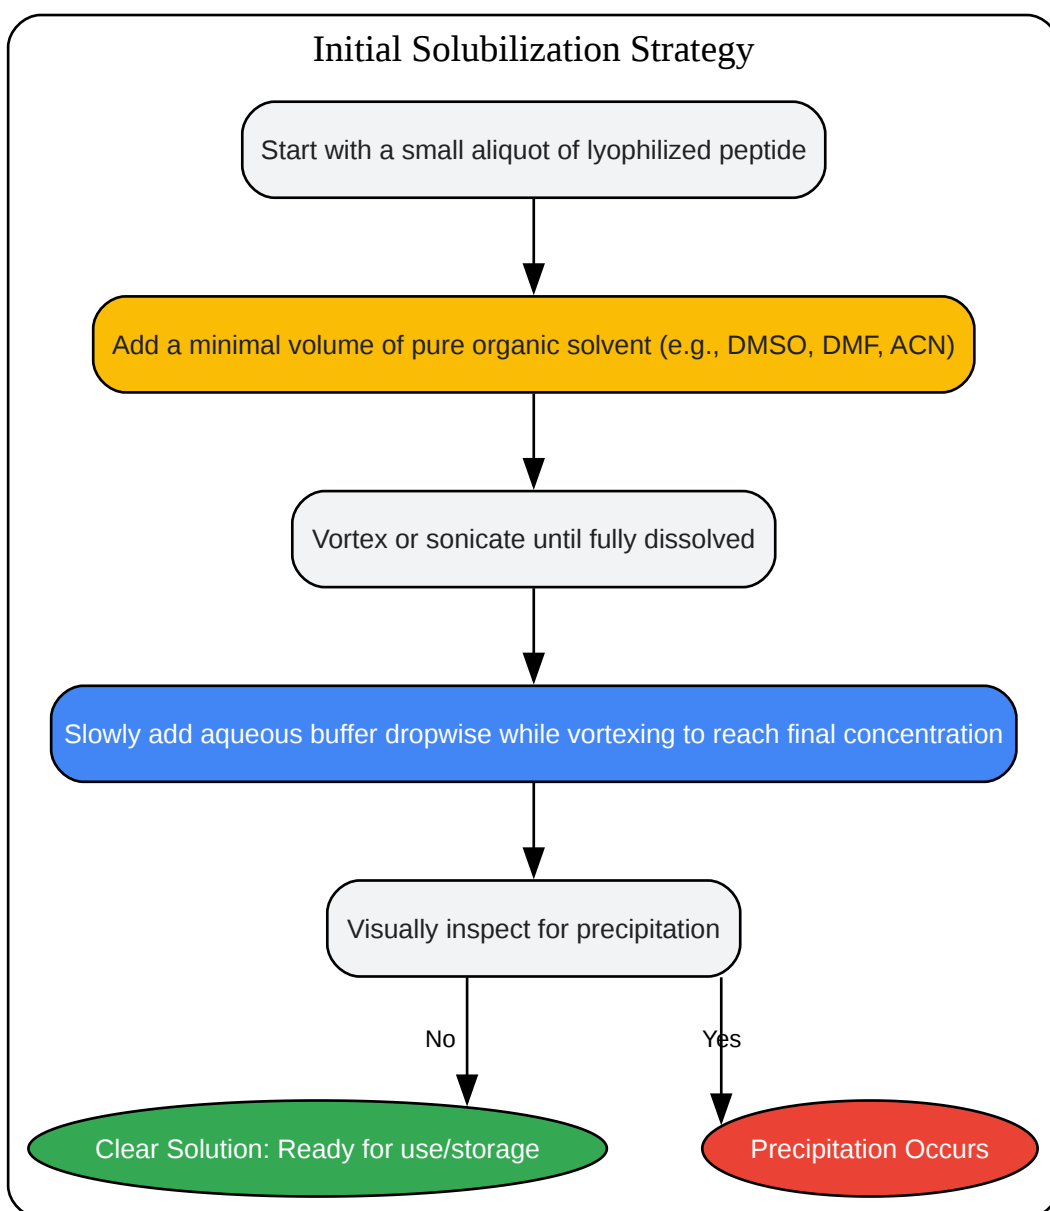 Initial Solubilization Strategy
Start with a small aliquot of lyophilized peptide
Add a minimal volume of pure organic solvent (e.g., DMSO, DMF, ACN)
Vortex or sonicate until fully dissolved
Slowly add aqueous buffer dropwise while vortexing to reach final concentration
Visually inspect for precipitation
No
Yes
Clear Solution: Ready for use/storage
Precipitation Occurs